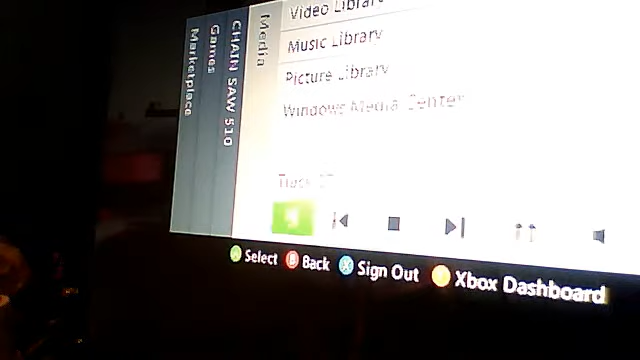 Marketplace
Games
CHAIN SAW 510
Media
Video Library
Music Library
Picture Library
Windows Media Center
Track
A Select B Back X Sign Out Y Xbox Dashboard